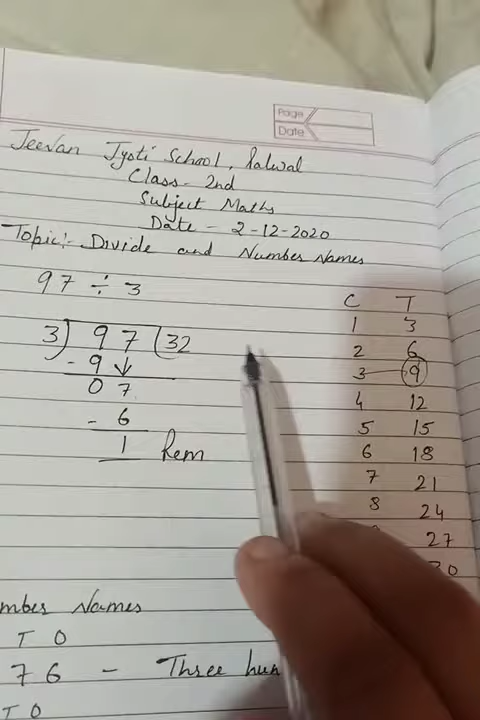 Page
Date
Jeevan Jyoti School, Palwal
Class- 2nd
Subject Maths
Date - 2-12-2020
Topic:- Divide and Number Names
97 ÷ 3
C T
1 3
2 6
3 9
4 12
5 15
6 18
7 21
8 24
27
3) 97 (32
- 9 ↓
0 7
- 6
1 Rem
Names
T O
76 - Three
T O